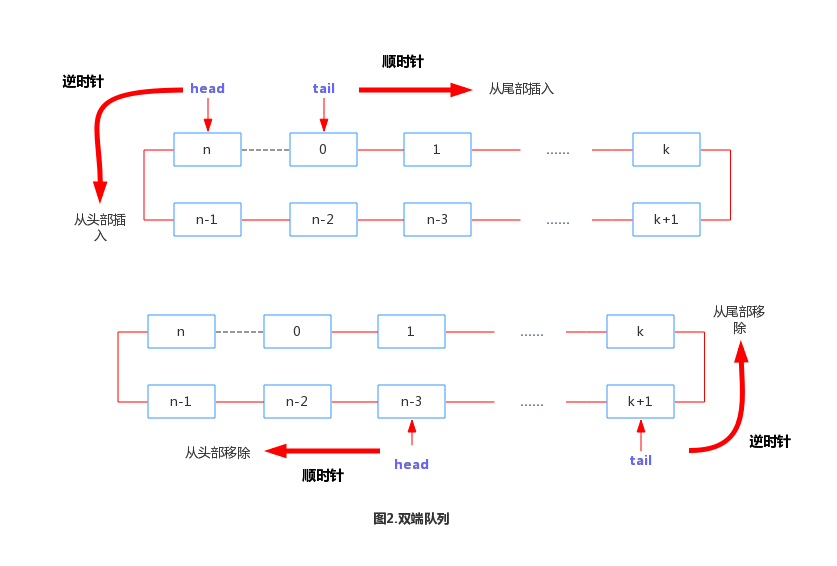 顺时针
逆时针
head
tail
从尾部插入
n
0
1
......
k
从头部插
入
n-1
n-2
n-3
......
k+1
从尾部移
除
n
0
1
......
k
n-1
n-2
n-3
......
k+1
逆时针
从头部移除
顺时针
head
tail
图2.双端队列